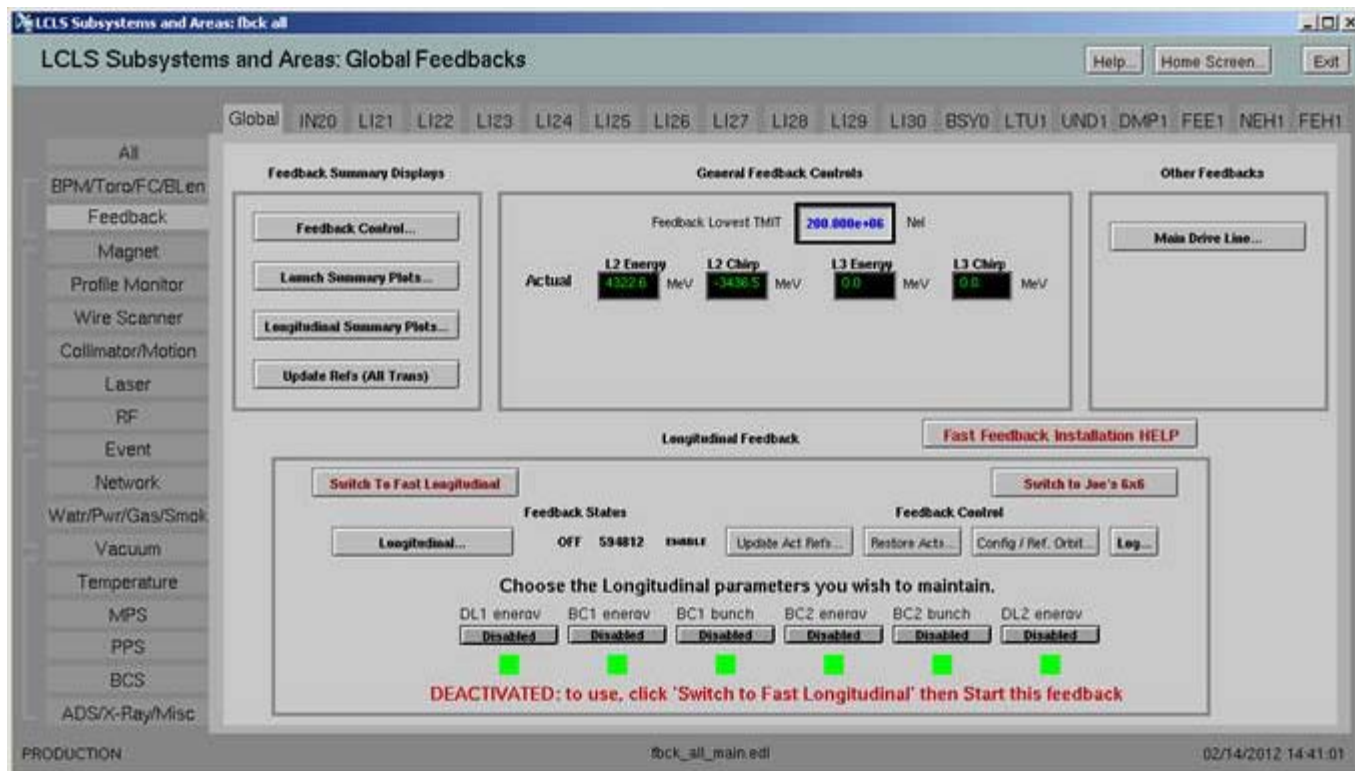 LCLS Subsystems and Areas: fbck all
LCLS Subsystems and Areas: Global Feedbacks
Help... Home Screen... Exit
Global IN20 LI21 LI22 LI23 LI24 LI25 LI26 LI27 LI28 LI29 LI30 BSY0 LTU1 UND1 DMP1 FEE1 NEH1 FEH1
All
BPM/Toro/FC/BLen
Feedback
Magnet
Profile Monitor
Wire Scanner
Collimator/Motion
Laser
RF
Event
Network
Watr/Pwr/Gas/Smok
Vacuum
Temperature
MPS
PPS
BCS
ADS/X-Ray/Misc
Feedback Summary Displays
Feedback Control...
Launch Summary Plots...
Longitudinal Summary Plots...
Update Refs (All Trans)
General Feedback Controls
Feedback Lowest TMIT 200.000e+06 Nel
L2 Energy L2 Chirp L3 Energy L3 Chirp
Actual 4322.6 MeV -3436.5 MeV 0.0 MeV 0.0 MeV
Other Feedbacks
Main Drive Line...
Longitudinal Feedback
Fast Feedback Installation HELP
Switch To Fast Longitudinal
Switch to Joe's 6x6
Feedback States Feedback Control
Longitudinal... OFF 594812 ENABLE Update Act Refs... Restore Acts... Config / Ref. Orbit... Log...
Choose the Longitudinal parameters you wish to maintain.
DL1 energy BC1 energy BC1 bunch BC2 energy BC2 bunch DL2 energy
Disabled Disabled Disabled Disabled Disabled Disabled
DEACTIVATED: to use, click 'Switch to Fast Longitudinal' then Start this feedback
PRODUCTION fbck_all_main.edl 02/14/2012 14:41:01